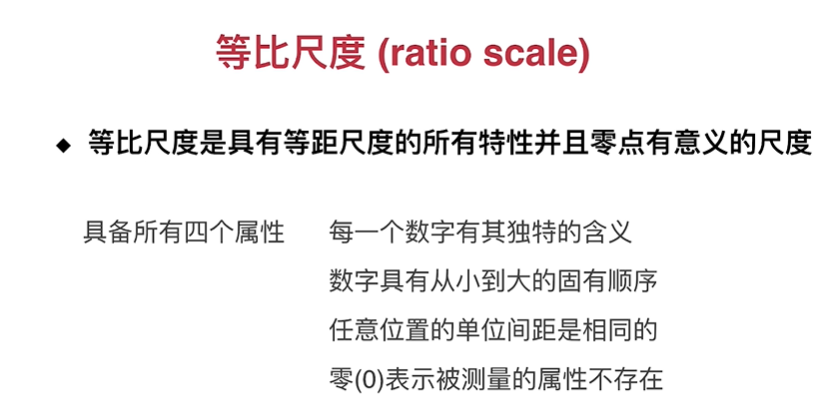 等比尺度 (ratio scale)
◆ 等比尺度是具有等距尺度的所有特性并且零点有意义的尺度
具备所有四个属性 每一个数字有其独特的含义
数字具有从小到大的固有顺序
任意位置的单位间距是相同的
零(0)表示被测量的属性不存在